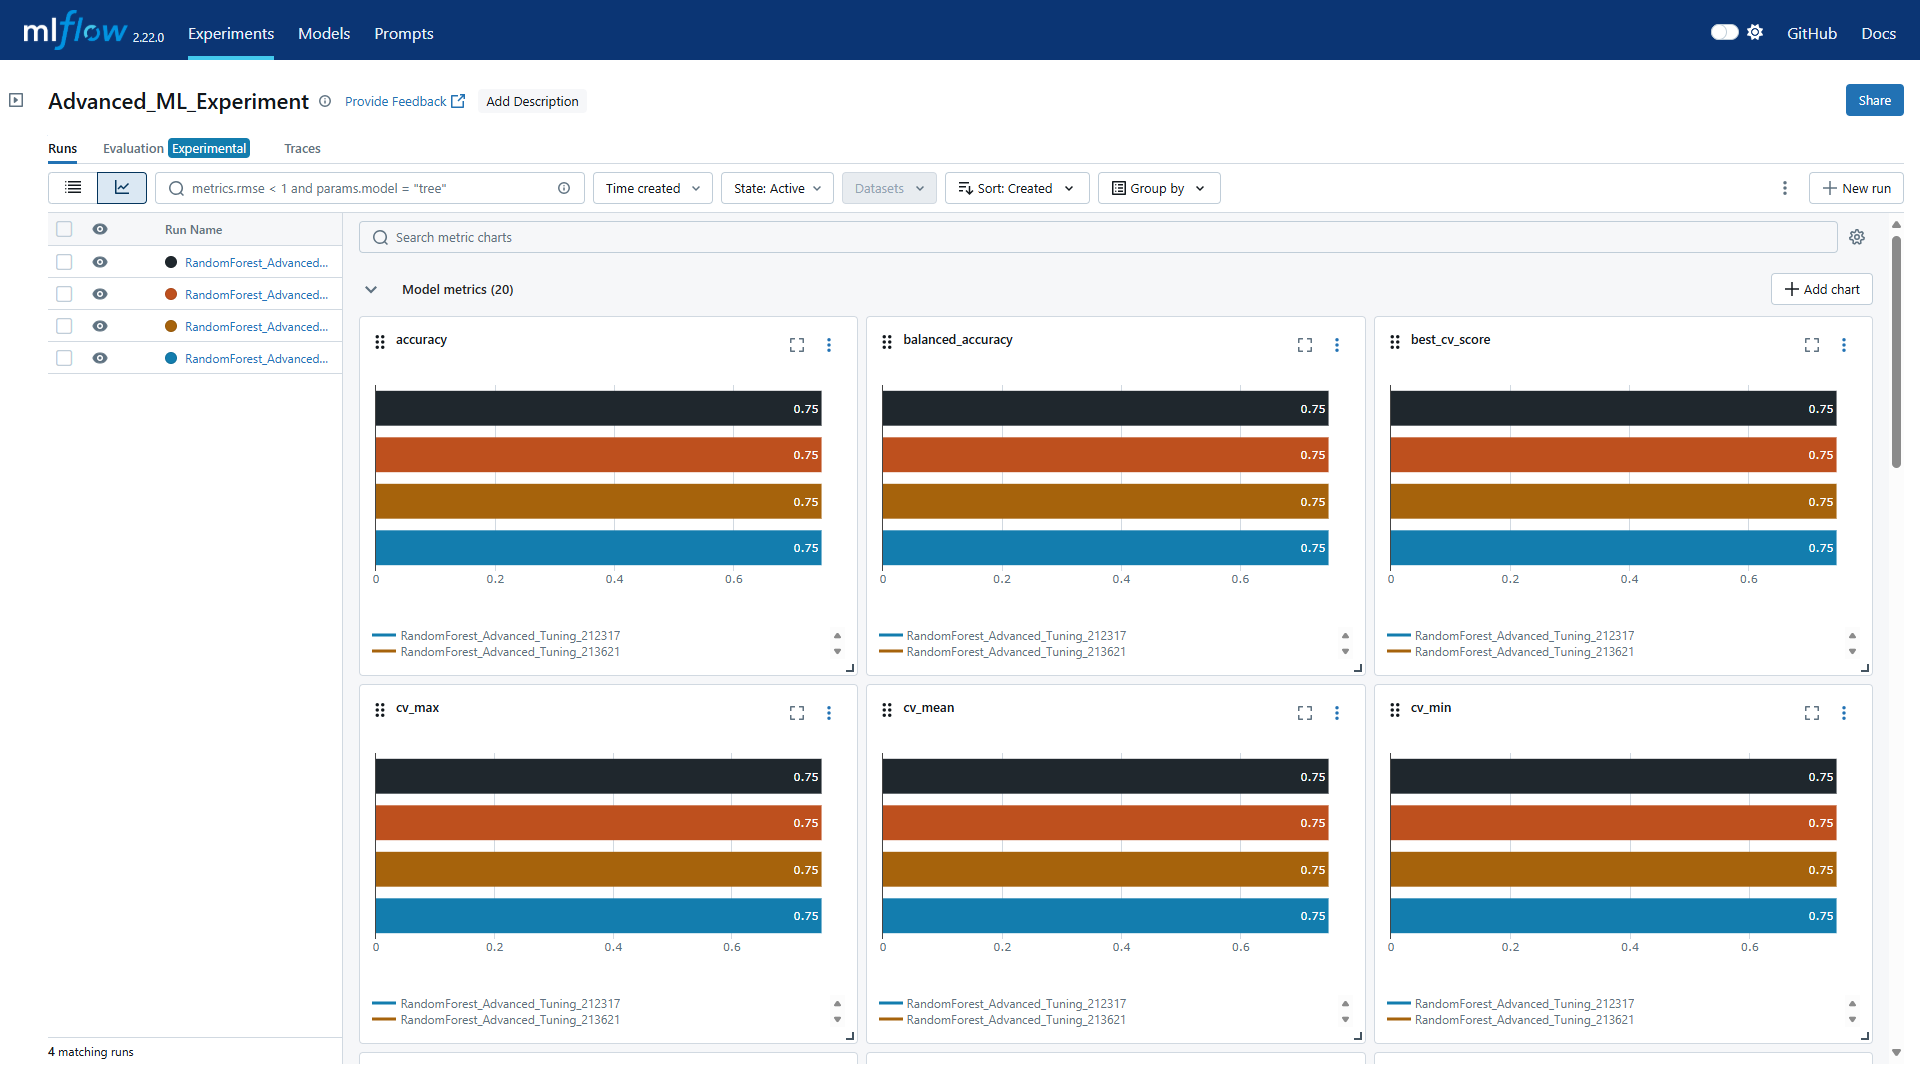 mlflow 2.22.0 Experiments Models Prompts GitHub Docs
Advanced_ML_Experiment Provide Feedback Add Description Share
Runs Evaluation Experimental Traces
metrics.rmse < 1 and params.model = "tree" Time created State: Active Datasets Sort: Created Group by New run
Run Name
RandomForest_Advanced...
RandomForest_Advanced...
RandomForest_Advanced...
RandomForest_Advanced...
4 matching runs
Search metric charts
Model metrics (20) Add chart
accuracy
0.75
0.75
0.75
0.75
0 0.2 0.4 0.6
RandomForest_Advanced_Tuning_212317
RandomForest_Advanced_Tuning_213621
balanced_accuracy
0.75
0.75
0.75
0.75
0 0.2 0.4 0.6
RandomForest_Advanced_Tuning_212317
RandomForest_Advanced_Tuning_213621
best_cv_score
0.75
0.75
0.75
0.75
0 0.2 0.4 0.6
RandomForest_Advanced_Tuning_212317
RandomForest_Advanced_Tuning_213621
cv_max
0.75
0.75
0.75
0.75
0 0.2 0.4 0.6
RandomForest_Advanced_Tuning_212317
RandomForest_Advanced_Tuning_213621
cv_mean
0.75
0.75
0.75
0.75
0 0.2 0.4 0.6
RandomForest_Advanced_Tuning_212317
RandomForest_Advanced_Tuning_213621
cv_min
0.75
0.75
0.75
0.75
0 0.2 0.4 0.6
RandomForest_Advanced_Tuning_212317
RandomForest_Advanced_Tuning_213621